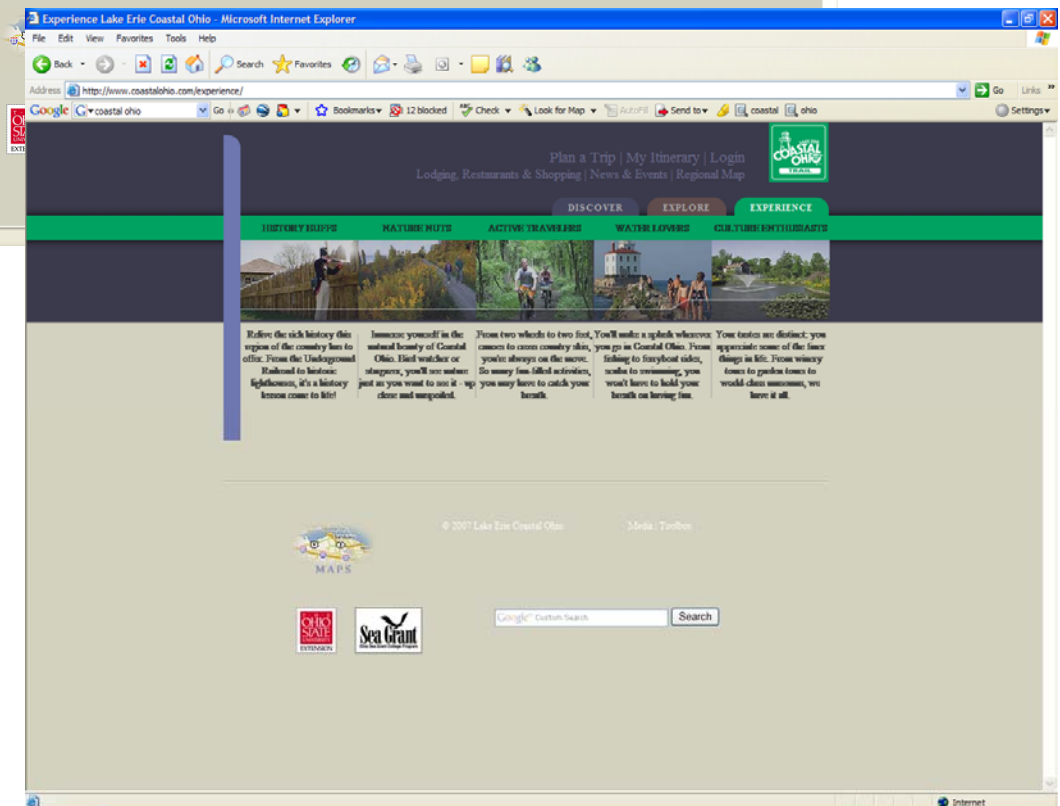 Experience Lake Erie Coastal Ohio - Microsoft Internet Explorer
File Edit View Favorites Tools Help
Back Search Favorites
Address http://www.coastalohio.com/experience/ Go Links »
Google G coastal ohio Go Bookmarks 12 blocked Check Look for Map AutoFill Send to coastal ohio Settings
Plan a Trip | My Itinerary | Login
Lodging, Restaurants & Shopping | News & Events | Regional Map
COASTAL
OHIO
TRAIL
DISCOVER EXPLORE EXPERIENCE
HISTORY BUFFS NATURE NUTS ACTIVE TRAVELERS WATER LOVERS CULTURE ENTHUSIASTS
Relive the rich history this
region of the country has to
offer. From the Underground
Railroad to historic
lighthouses, it's a history
lesson come to life!
Immerse yourself in the
natural beauty of Coastal
Ohio. Bird watcher or
stargazer, you'll see nature
just as you want to see it - up
close and unspoiled.
From two wheels to two feet,
canoes to cross country skis,
you're always on the move.
So many fun-filled activities,
you may have to catch your
breath.
You'll make a splash wherever
you go in Coastal Ohio. From
fishing to ferryboat rides,
scuba to swimming, you
won't have to hold your
breath on having fun.
Your tastes are distinct; you
appreciate some of the finer
things in life. From winery
tours to garden tours to
world-class museums, we
have it all.
© 2007 Lake Erie Coastal Ohio Media | Toolbox
MAPS
OHIO
STATE
UNIVERSITY
EXTENSION
Sea Grant
Ohio Sea Grant College Program
Google™ Custom Search Search
Internet